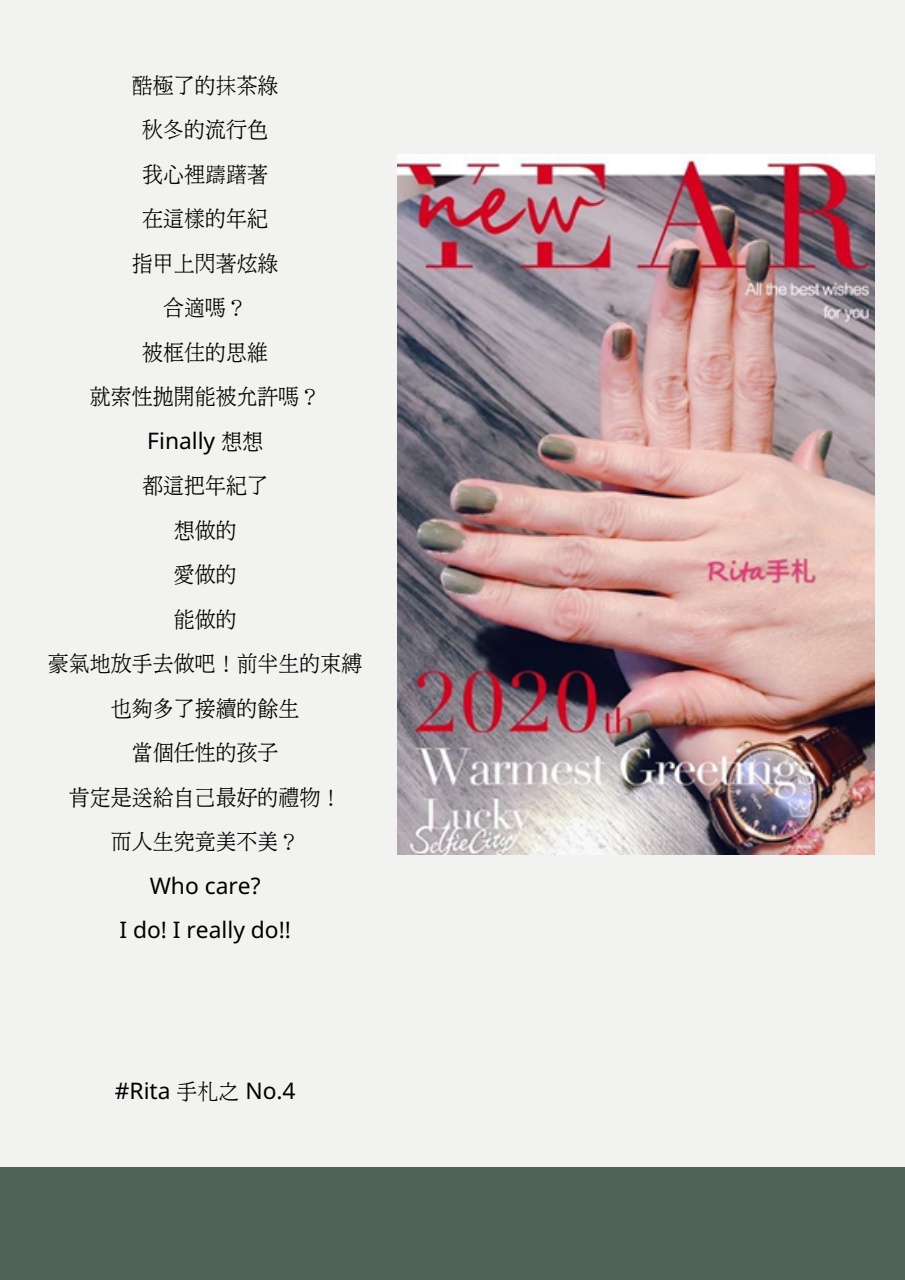 酷極了的抹茶綠
秋冬的流行色
我心裡躊躇著
在這樣的年紀
指甲上閃著炫綠
合適嗎？
被框住的思維
就索性拋開能被允許嗎？
Finally 想想
都這把年紀了
想做的
愛做的
能做的
豪氣地放手去做吧！前半生的束縛
也夠多了接續的餘生
當個任性的孩子
肯定是送給自己最好的禮物！
而人生究竟美不美？
Who care?
I do! I really do!!
#Rita 手札之 No.4
YEAR
new
All the best wishes
for you
Rita手札
2020th
Warmest Greetings
Lucky
SelfieCity